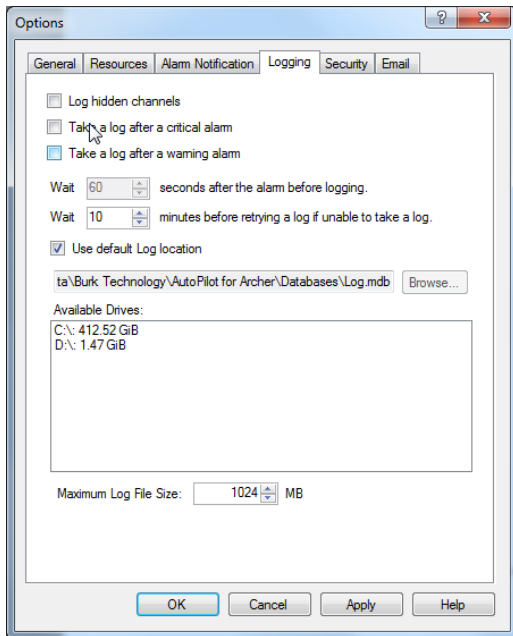 Options
?
X
General Resources Alarm Notification Logging Security Email
Log hidden channels
Take a log after a critical alarm
Take a log after a warning alarm
Wait 60 seconds after the alarm before logging.
Wait 10 minutes before retrying a log if unable to take a log.
Use default Log location
ta\Burk Technology\AutoPilot for Archer\Databases\Log.mdb Browse...
Available Drives:
C:\: 412.52 GiB
D:\: 1.47 GiB
Maximum Log File Size: 1024 MB
OK Cancel Apply Help